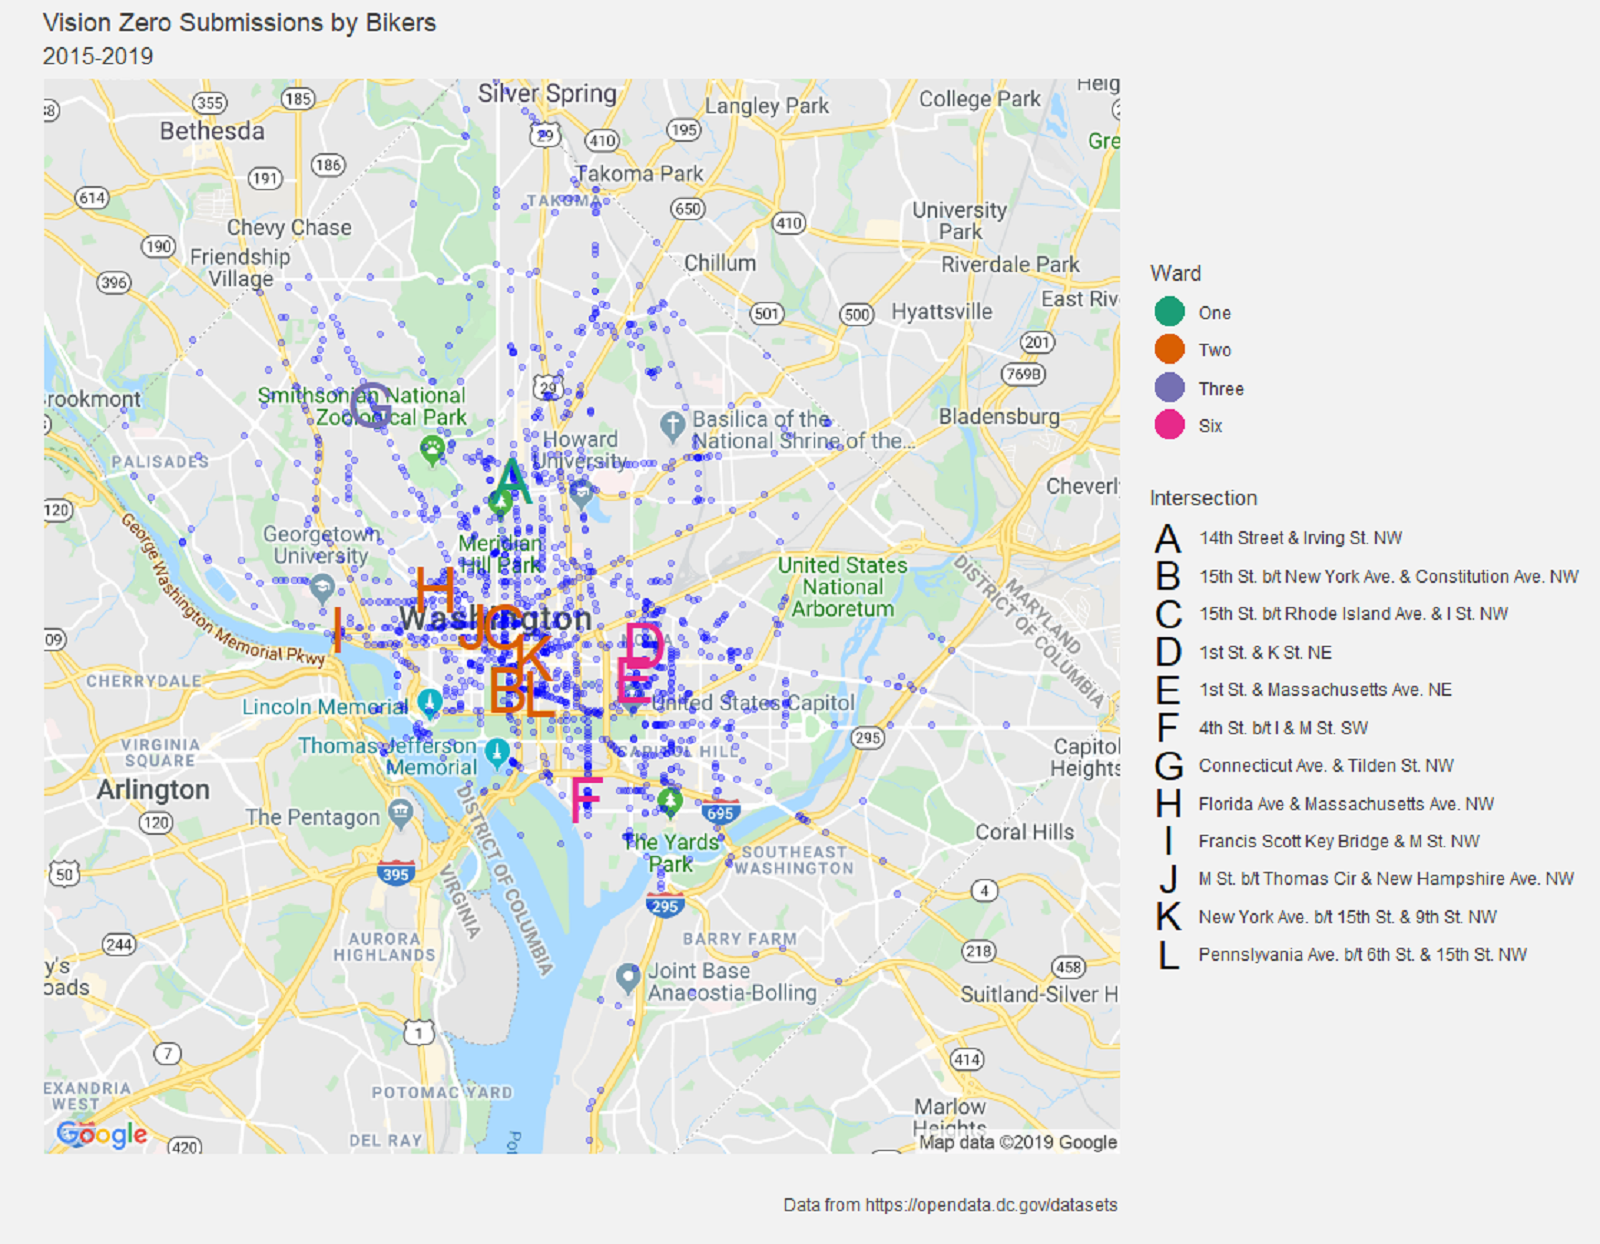 Vision Zero Submissions by Bikers
2015-2019
Silver Spring
Langley Park
College Park
Heig
355
185
Bethesda
29
410
195
Gre
186
191
Takoma Park
614
TAKOMA
650
410
University
Park
Chevy Chase
190
Friendship
Village
Chillum
Riverdale Park
396
East Riv
501
500
Hyattsville
201
7698
29
rookmont
Smithsonian National
Zoological Park
Basilica of the
National Shrine of the...
Bladensburg
Howard
University
PALISADES
G
A
Cheverl
120
George Washington Memorial Pkwy
Georgetown
University
Meridian
Hill Park
United States
National
Arboretum
MARYLAND
DISTRICT OF COLUMBIA
H
Washington
I
J
C
K
D
E
B
L
09
NOMA
CHERRYDALE
Lincoln Memorial
United States Capitol
VIRGINIA
SQUARE
Thomas Jefferson
Memorial
CAPITOL HILL
295
Capitol
Heights
Arlington
F
120
The Pentagon
695
DISTRICT OF COLUMBIA
VIRGINIA
Coral Hills
The Yards
Park
SOUTHEAST
WASHINGTON
50
395
295
4
244
AURORA
HIGHLANDS
BARRY FARM
218
458
y's
oads
Joint Base
Anacostia-Bolling
Suitland-Silver H
1
7
414
EXANDRIA
WEST
POTOMAC YARD
Marlow
Heights
Google
420
DEL RAY
Pot
Map data ©2019 Google
Ward
One
Two
Three
Six
Intersection
A 14th Street & Irving St. NW
B 15th St. b/t New York Ave. & Constitution Ave. NW
C 15th St. b/t Rhode Island Ave. & I St. NW
D 1st St. & K St. NE
E 1st St. & Massachusetts Ave. NE
F 4th St. b/t I & M St. SW
G Connecticut Ave. & Tilden St. NW
H Florida Ave & Massachusetts Ave. NW
I Francis Scott Key Bridge & M St. NW
J M St. b/t Thomas Cir & New Hampshire Ave. NW
K New York Ave. b/t 15th St. & 9th St. NW
L Pennslyvania Ave. b/t 6th St. & 15th St. NW
Data from https://opendata.dc.gov/datasets